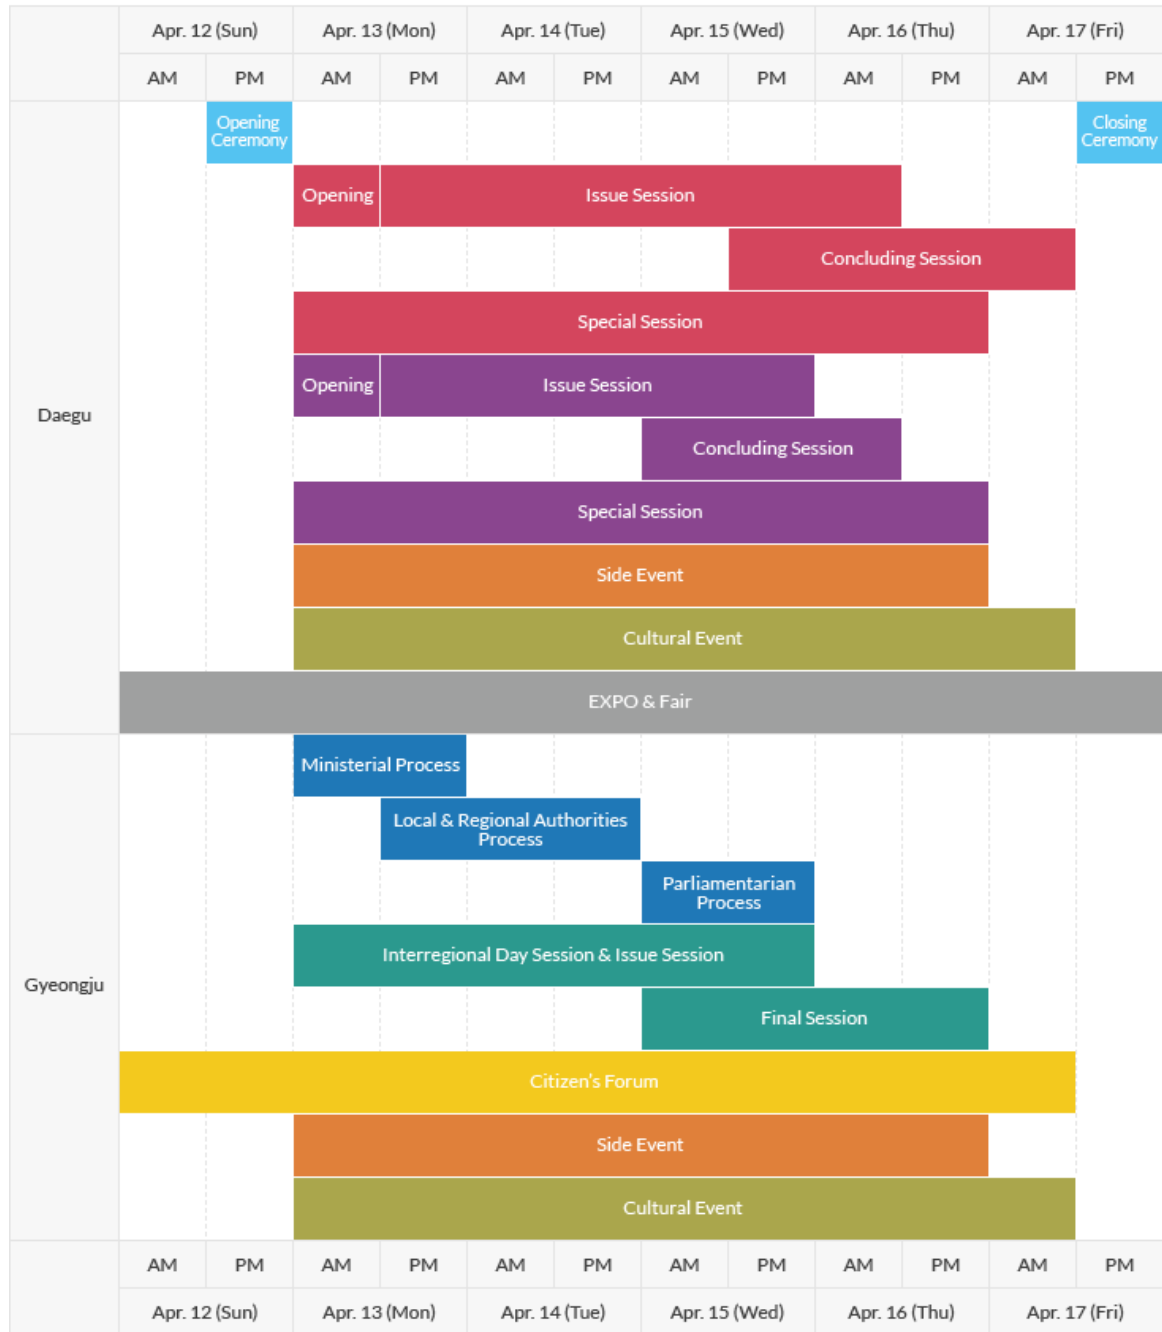 Apr. 12 (Sun) Apr. 13 (Mon) Apr. 14 (Tue) Apr. 15 (Wed) Apr. 16 (Thu) Apr. 17 (Fri)
AM PM AM PM AM PM AM PM AM PM AM PM
Daegu
Opening
Ceremony
Closing
Ceremony
Opening Issue Session
Concluding Session
Special Session
Opening Issue Session
Concluding Session
Special Session
Side Event
Cultural Event
EXPO & Fair
Gyeongju
Ministerial Process
Local & Regional Authorities
Process
Parliamentarian
Process
Interregional Day Session & Issue Session
Final Session
Citizen's Forum
Side Event
Cultural Event
AM PM AM PM AM PM AM PM AM PM AM PM
Apr. 12 (Sun) Apr. 13 (Mon) Apr. 14 (Tue) Apr. 15 (Wed) Apr. 16 (Thu) Apr. 17 (Fri)